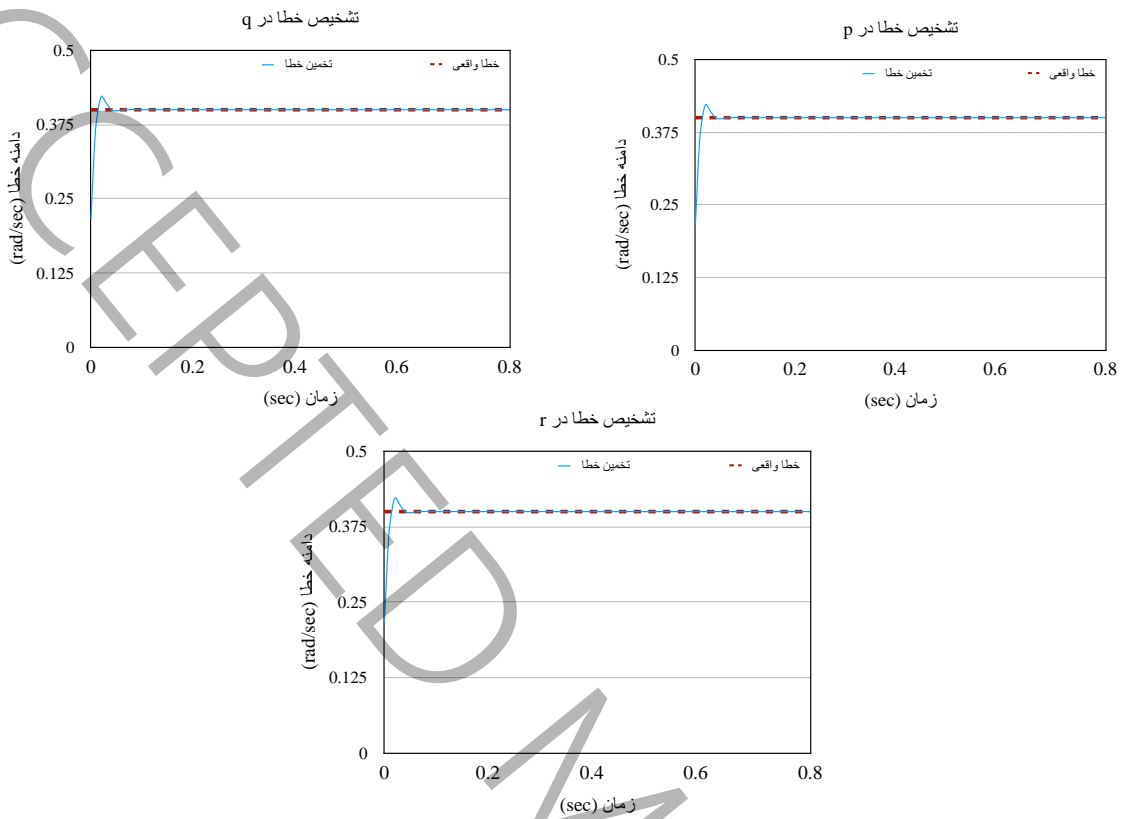 تشخیص خطا در p
خطا واقعی
تخمین خطا
0.5
0.375
0.25
0.125
0
دامنه خطا (rad/sec)
0
0.2
0.4
0.6
0.8
زمان (sec)
تشخیص خطا در q
خطا واقعی
تخمین خطا
0.5
0.375
0.25
0.125
0
دامنه خطا (rad/sec)
0
0.2
0.4
0.6
0.8
زمان (sec)
تشخیص خطا در r
خطا واقعی
تخمین خطا
0.5
0.375
0.25
0.125
0
دامنه خطا (rad/sec)
0
0.2
0.4
0.6
0.8
زمان (sec)
CEPTED M